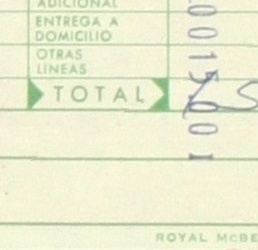 ADICIONAL
ENTREGA A
DOMICILIO
OTRAS
LINEAS
TOTAL
ROYAL McBE